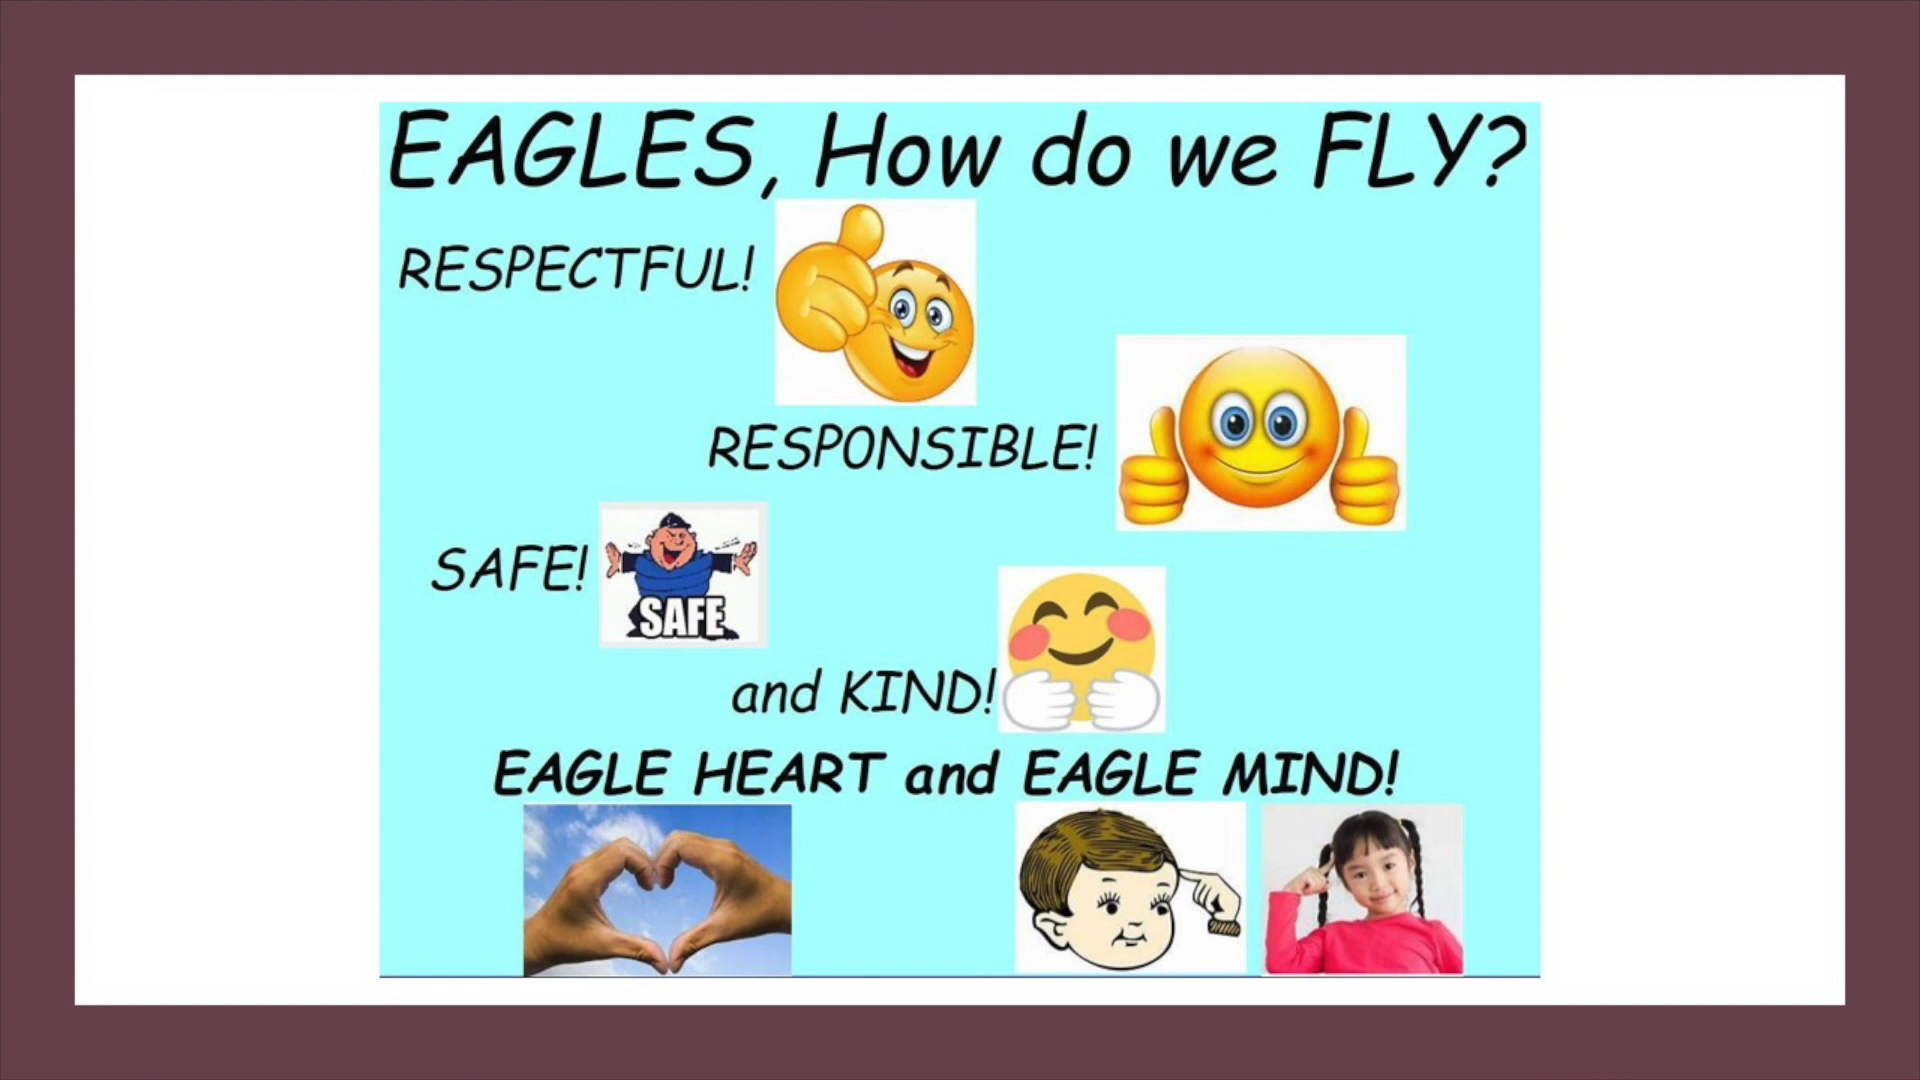 EAGLES, How do we FLY?
RESPECTFUL!
RESPONSIBLE!
SAFE!
SAFE
and KIND!
EAGLE HEART and EAGLE MIND!